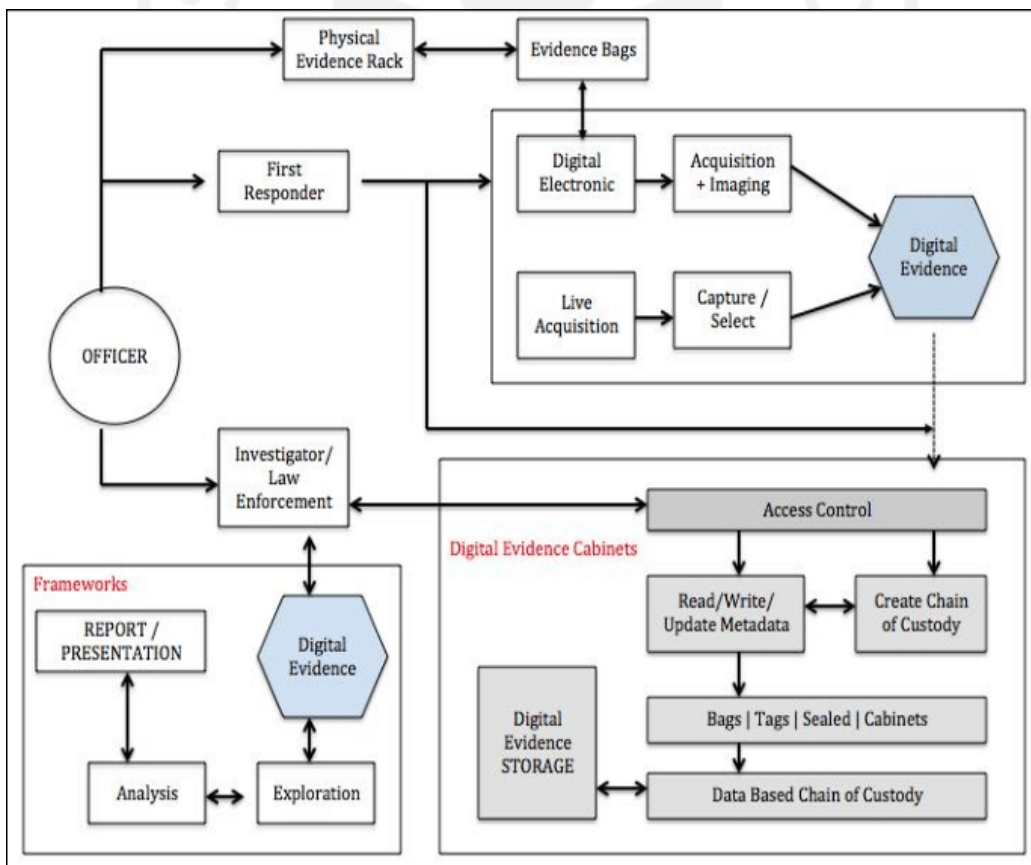 Physical
Evidence Rack
Evidence Bags
First
Responder
Digital
Electronic
Acquisition
+ Imaging
Digital
Evidence
Live
Acquisition
Capture /
Select
OFFICER
Investigator/
Law
Enforcement
Digital Evidence Cabinets
Access Control
Read/Write/
Update Metadata
Create Chain
of Custody
Bags | Tags | Sealed | Cabinets
Digital
Evidence
STORAGE
Data Based Chain of Custody
Frameworks
REPORT /
PRESENTATION
Digital
Evidence
Analysis
Exploration